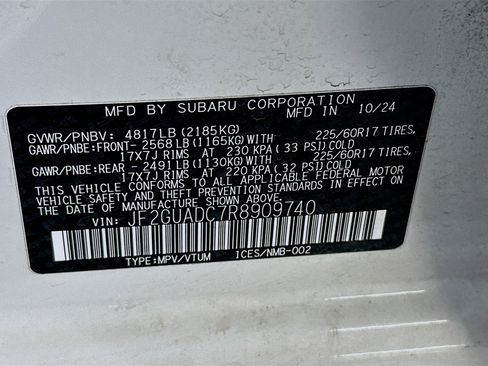 MFD BY SUBARU CORPORATION
MFD IN 10/24
GVWR/PNBV: 4817LB (2185KG)
GAWR/PNBE:FRONT- 2568LB (1165KG)WITH 225/60R17 TIRES,
17x7J RIMS AT 230 KPA ( 33 PSI) COLD
GAWR/PNBE:REAR - 2491LB (1130KG)WITH 225/60R17 TIRES,
17x7J RIMS AT 220 KPA ( 32 PSI) COLD
THIS VEHICLE CONFORMS TO ALL APPLICABLE FEDERAL MOTOR
VEHICLE SAFETY AND THEFT PREVENTION STANDARDS IN EFFECT
ON THE DATE OF MANUFACTURE SHOWN ABOVE.
VIN: JF2GUADC7R8909740
TYPE:MPV/VTUM ICES/NMB-002